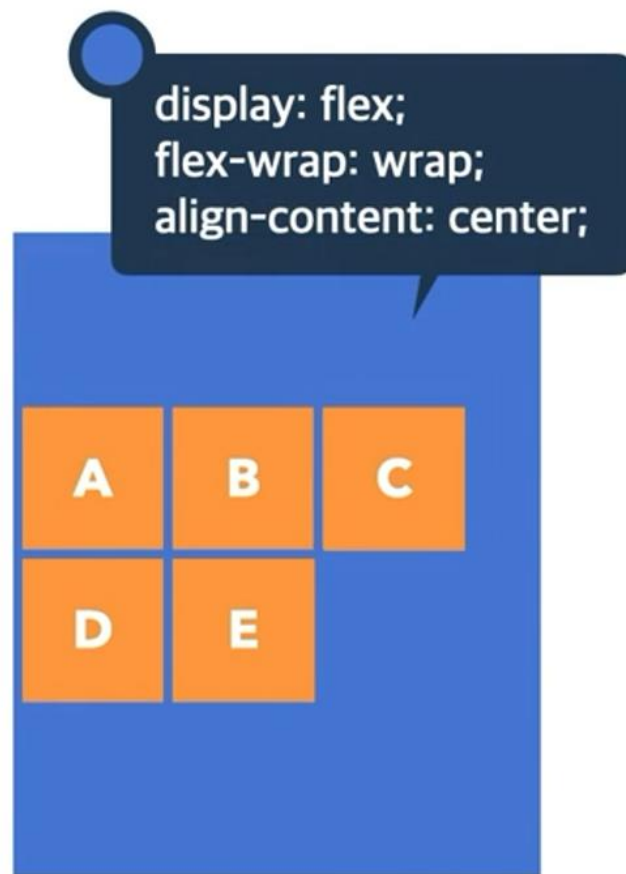 display: flex;
flex-wrap: wrap;
align-content: center;
A B C
D E